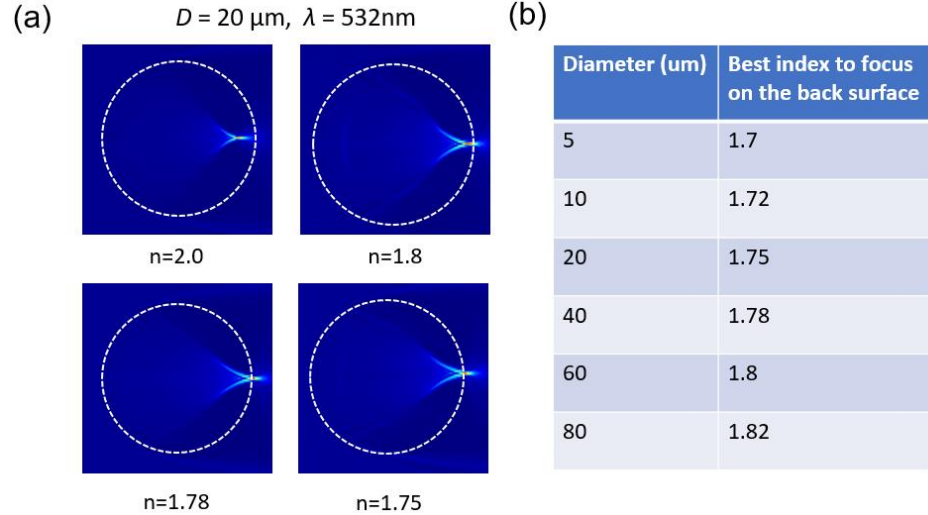 (a)
D = 20 µm, λ = 532nm
n=2.0
n=1.8
n=1.78
n=1.75
(b)
Diameter (um)
Best index to focus
on the back surface
5
1.7
10
1.72
20
1.75
40
1.78
60
1.8
80
1.82